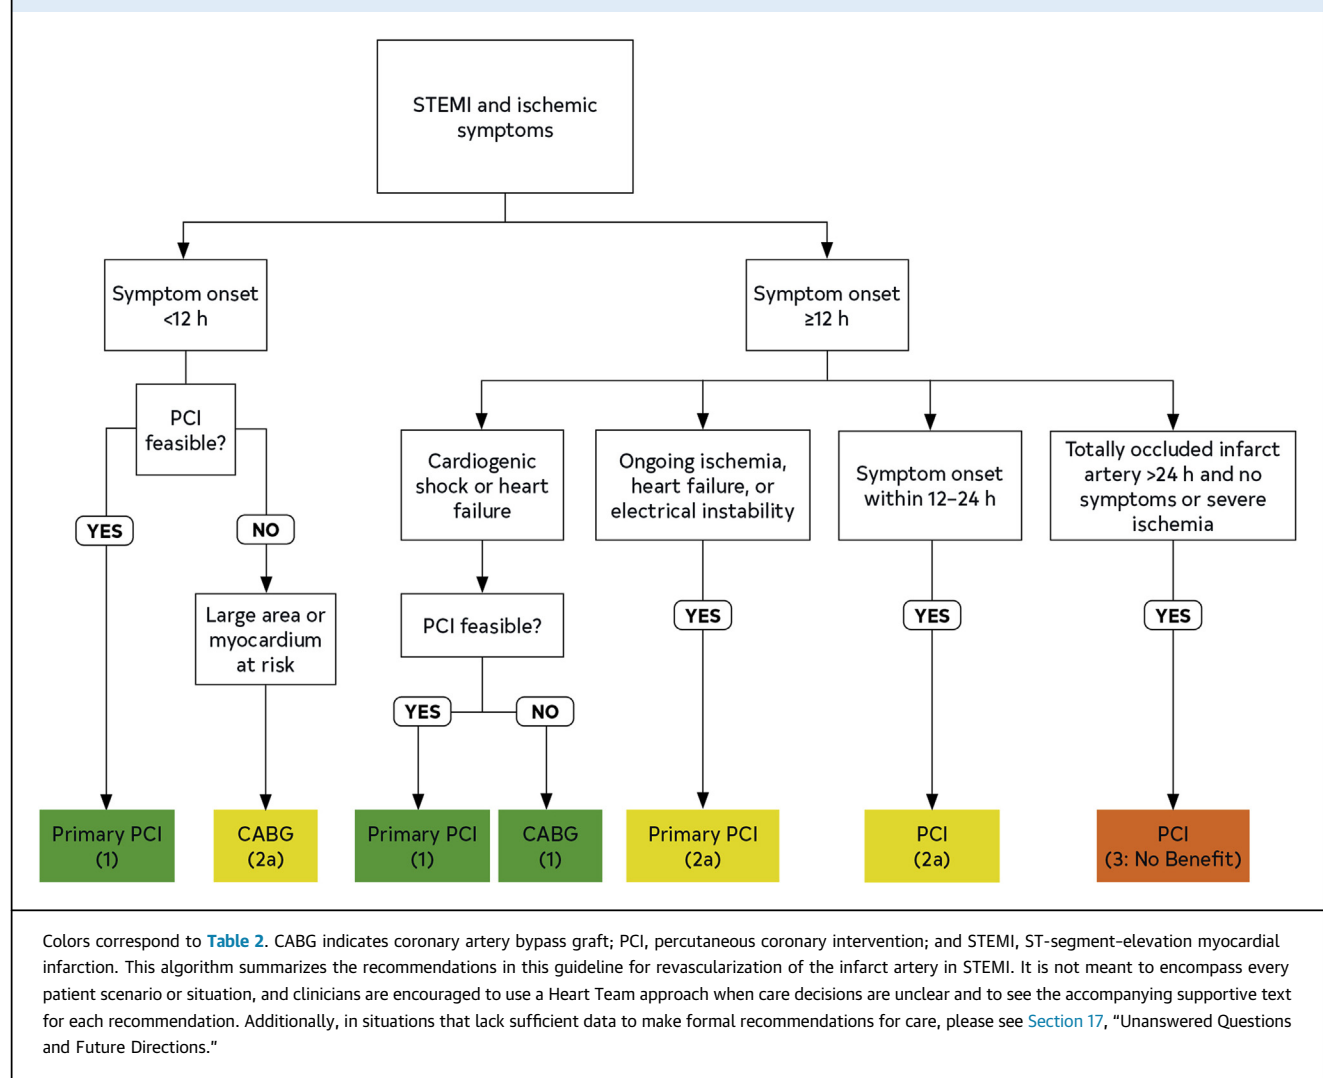 STEMI and ischemic
symptoms
Symptom onset
<12 h
Symptom onset
≥12 h
PCI
feasible?
YES
NO
Large area or
myocardium
at risk
Cardiogenic
shock or heart
failure
Ongoing ischemia,
heart failure, or
electrical instability
Symptom onset
within 12–24 h
Totally occluded infarct
artery >24 h and no
symptoms or severe
ischemia
PCI feasible?
YES
YES
YES
YES
NO
Primary PCI
(1)
CABG
(2a)
Primary PCI
(1)
CABG
(1)
Primary PCI
(2a)
PCI
(2a)
PCI
(3: No Benefit)
Colors correspond to Table 2. CABG indicates coronary artery bypass graft; PCI, percutaneous coronary intervention; and STEMI, ST-segment–elevation myocardial
infarction. This algorithm summarizes the recommendations in this guideline for revascularization of the infarct artery in STEMI. It is not meant to encompass every
patient scenario or situation, and clinicians are encouraged to use a Heart Team approach when care decisions are unclear and to see the accompanying supportive text
for each recommendation. Additionally, in situations that lack sufficient data to make formal recommendations for care, please see Section 17, “Unanswered Questions
and Future Directions.”